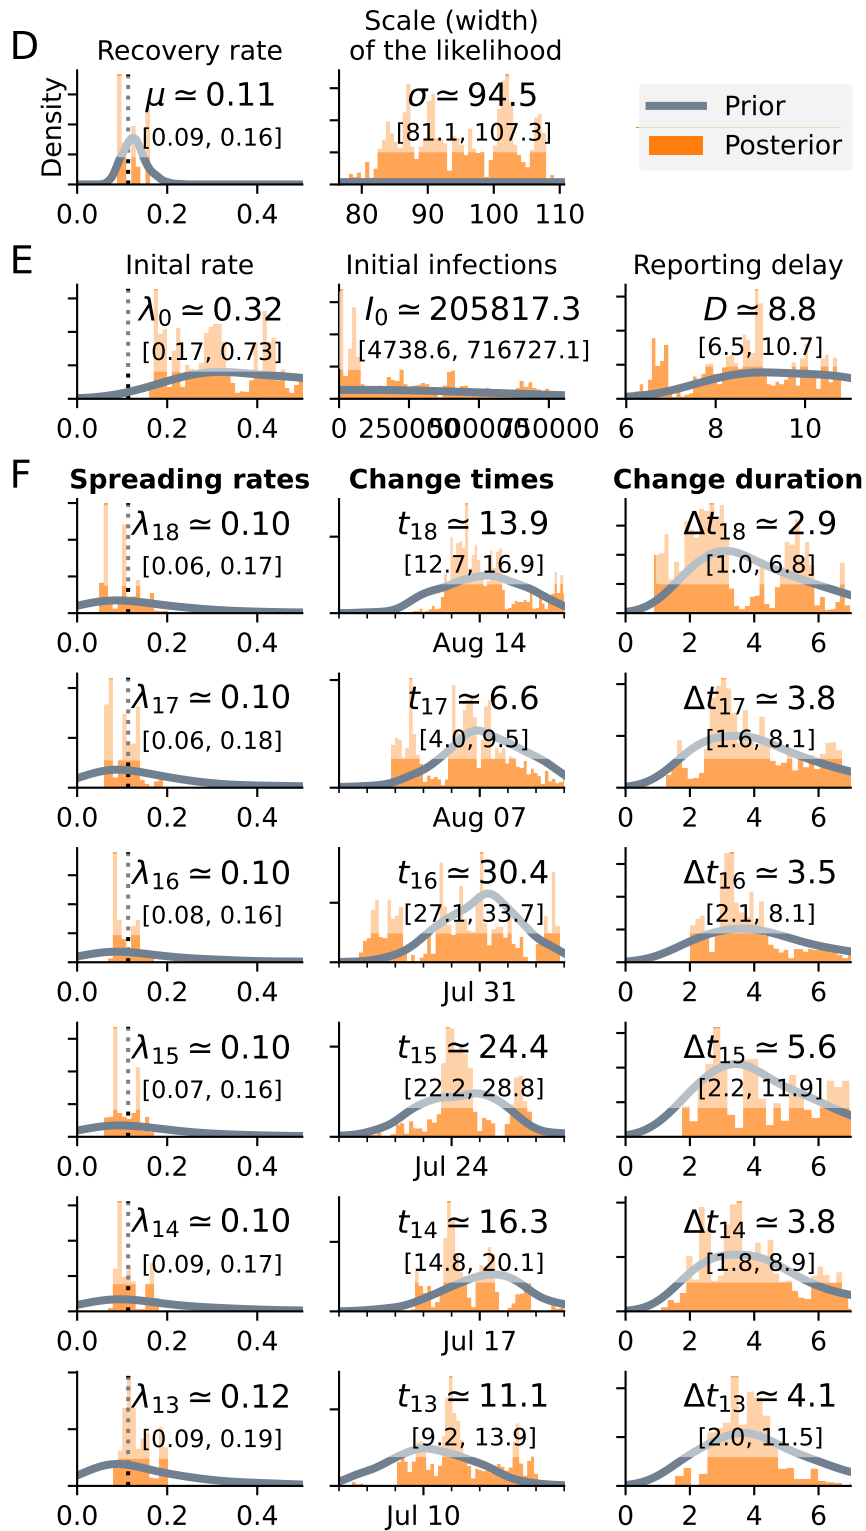 D
Recovery rate
Scale (width)
of the likelihood
Density
μ ≃ 0.11
[0.09, 0.16]
σ ≃ 94.5
[81.1, 107.3]
Prior
Posterior
0.0 0.2 0.4
80 90 100 110
E
Inital rate
Initial infections
Reporting delay
λ0 ≃ 0.32
[0.17, 0.73]
I0 ≃ 205817.3
[4738.6, 716727.1]
D ≃ 8.8
[6.5, 10.7]
0.0 0.2 0.4
0 250000 500000 750000
6 8 10
F
Spreading rates
Change times
Change duration
λ18 ≃ 0.10
[0.06, 0.17]
t18 ≃ 13.9
[12.7, 16.9]
Δt18 ≃ 2.9
[1.0, 6.8]
0.0 0.2 0.4
Aug 14
0 2 4 6
λ17 ≃ 0.10
[0.06, 0.18]
t17 ≃ 6.6
[4.0, 9.5]
Δt17 ≃ 3.8
[1.6, 8.1]
0.0 0.2 0.4
Aug 07
0 2 4 6
λ16 ≃ 0.10
[0.08, 0.16]
t16 ≃ 30.4
[27.1, 33.7]
Δt16 ≃ 3.5
[2.1, 8.1]
0.0 0.2 0.4
Jul 31
0 2 4 6
λ15 ≃ 0.10
[0.07, 0.16]
t15 ≃ 24.4
[22.2, 28.8]
Δt15 ≃ 5.6
[2.2, 11.9]
0.0 0.2 0.4
Jul 24
0 2 4 6
λ14 ≃ 0.10
[0.09, 0.17]
t14 ≃ 16.3
[14.8, 20.1]
Δt14 ≃ 3.8
[1.8, 8.9]
0.0 0.2 0.4
Jul 17
0 2 4 6
λ13 ≃ 0.12
[0.09, 0.19]
t13 ≃ 11.1
[9.2, 13.9]
Δt13 ≃ 4.1
[2.0, 11.5]
0.0 0.2 0.4
Jul 10
0 2 4 6